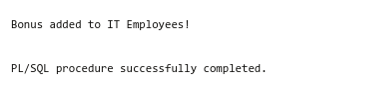 Bonus added to IT Employees!
PL/SQL procedure successfully completed.